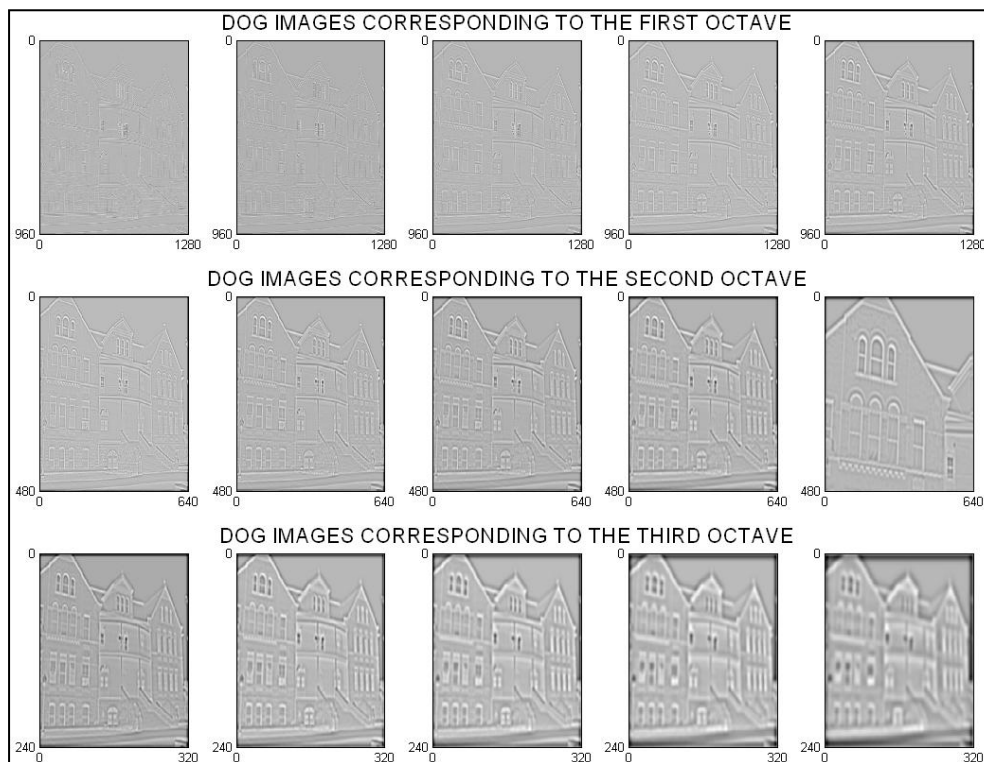 DOG IMAGES CORRESPONDING TO THE FIRST OCTAVE
0 0 0 0 0
960 960 960 960 960
0 1280 0 1280 0 1280 0 1280 0 1280
DOG IMAGES CORRESPONDING TO THE SECOND OCTAVE
0 0 0 0 0
480 480 480 480 480
0 640 0 640 0 640 0 640 0 640
DOG IMAGES CORRESPONDING TO THE THIRD OCTAVE
0 0 0 0 0
240 240 240 240 240
0 320 0 320 0 320 0 320 0 320